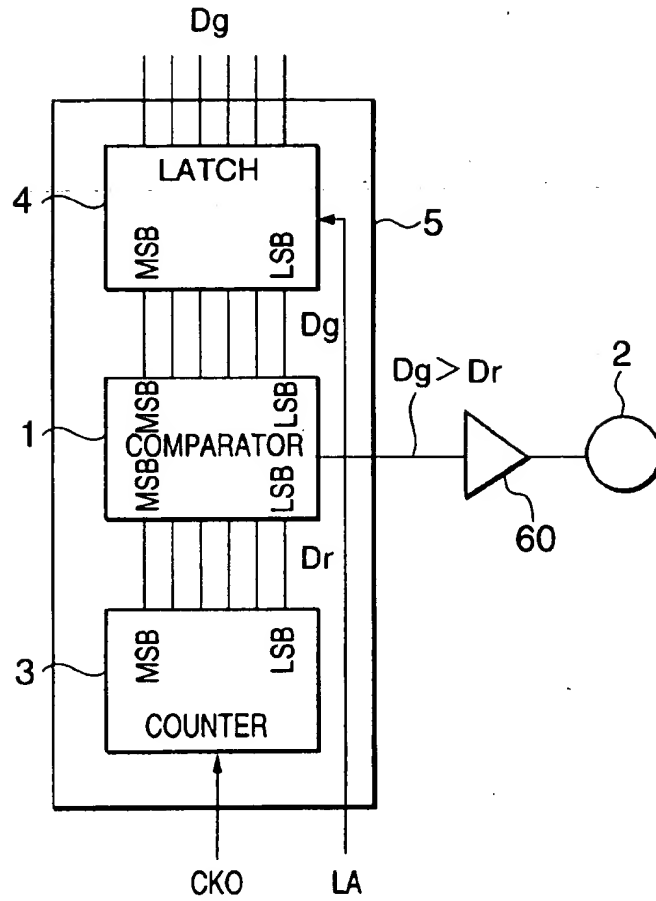 Dg
LATCH
4
5
MSB LSB
Dg
Dg > Dr
2
MSB LSB
1
COMPARATOR
MSB LSB
60
Dr
MSB LSB
3
COUNTER
CKO LA